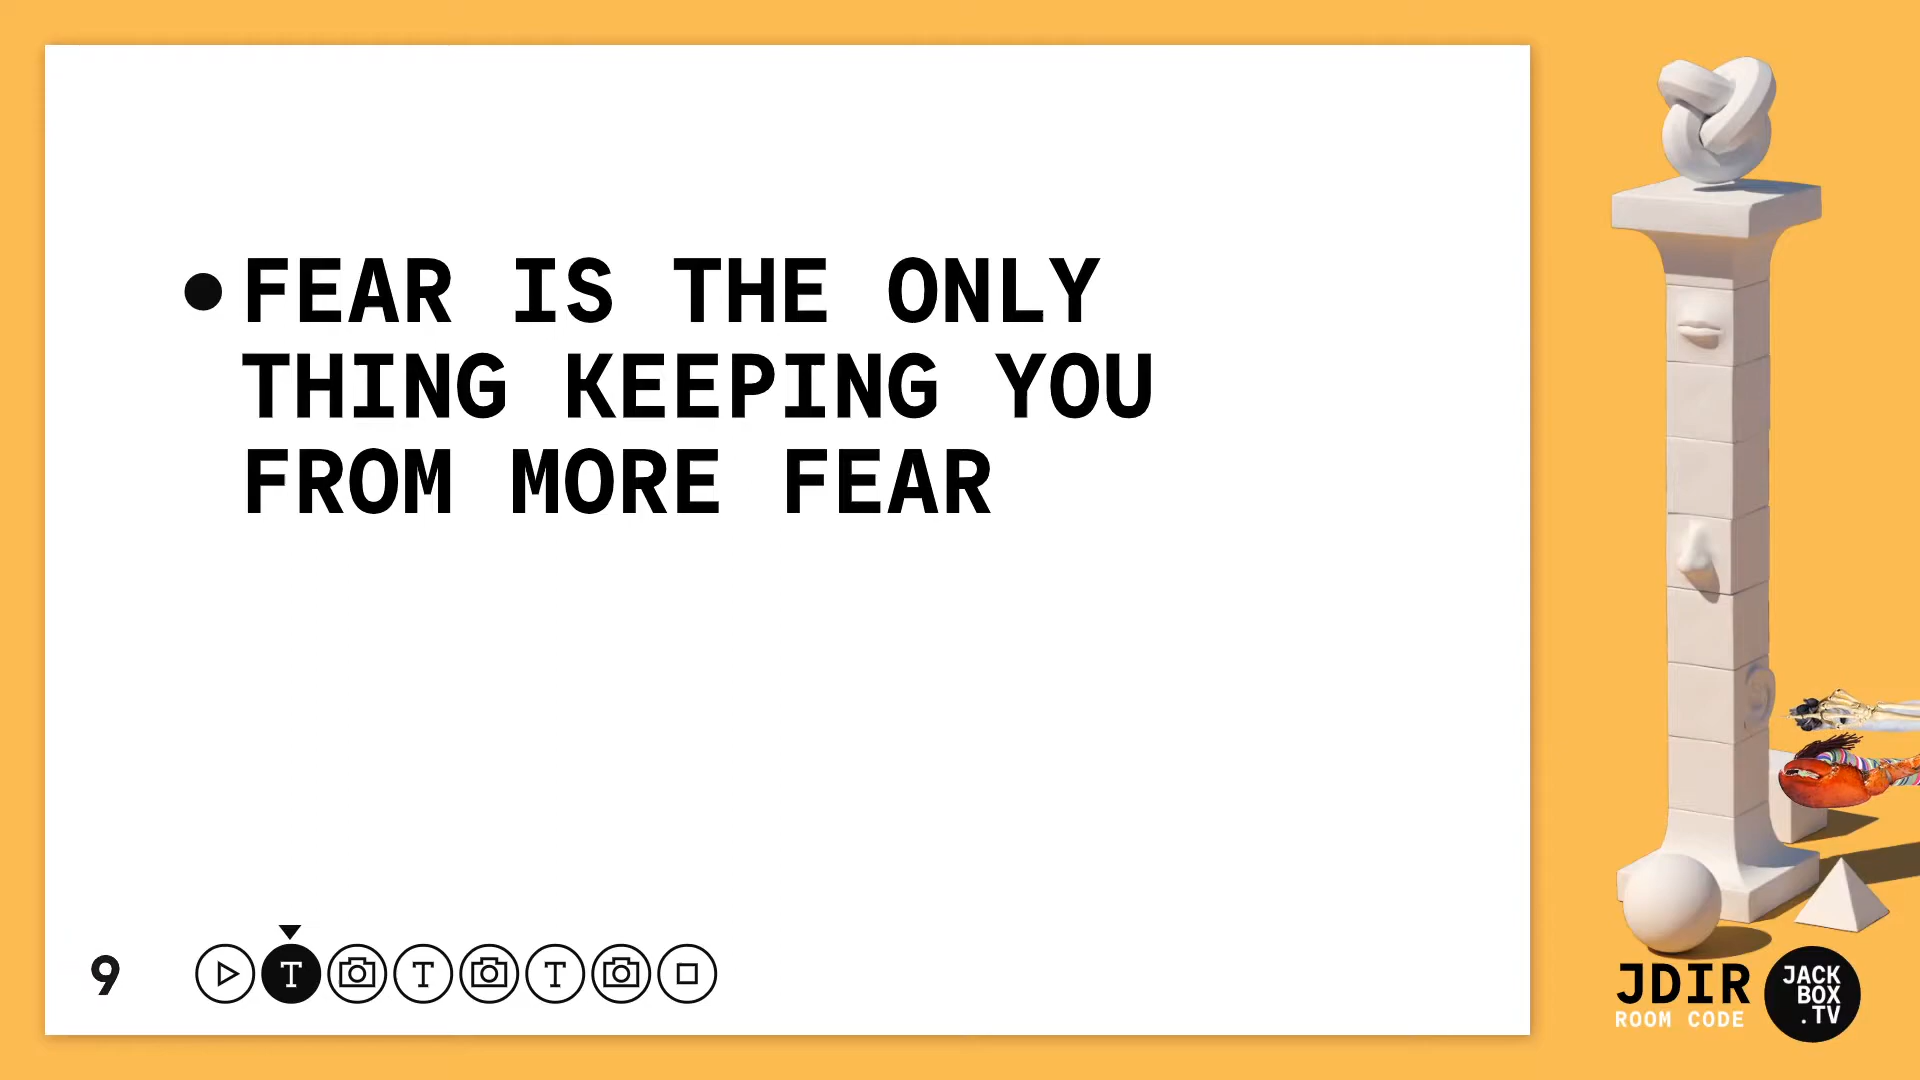 ●FEAR IS THE ONLY
THING KEEPING YOU
FROM MORE FEAR
9
T
T
T
JDIR
ROOM CODE
JACK
BOX
.TV